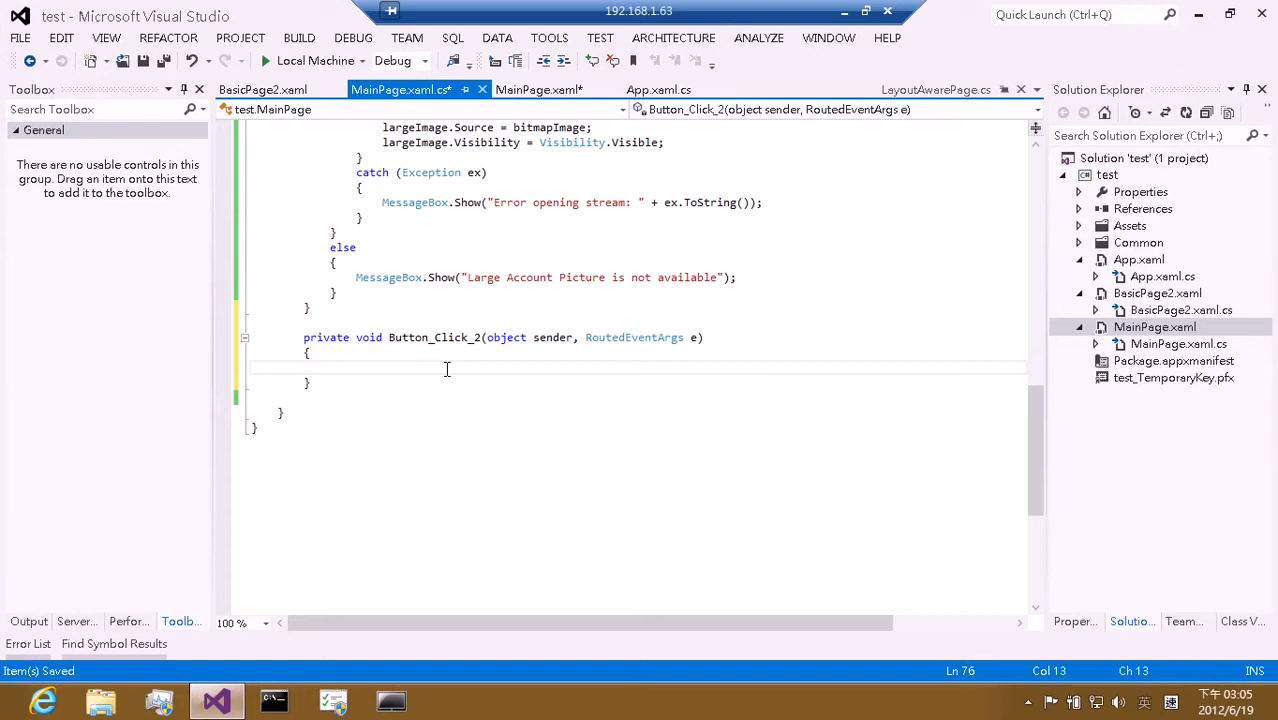 192.168.1.63
test - Microsoft Visual Studio
Quick Launch (Ctrl+Q)
FILE EDIT VIEW REFACTOR PROJECT BUILD DEBUG TEAM SQL DATA TOOLS TEST ARCHITECTURE ANALYZE WINDOW HELP
Local Machine Debug
Toolbox
BasicPage2.xaml MainPage.xaml.cs* MainPage.xaml* App.xaml.cs LayoutAwarePage.cs
Solution Explorer
Search Toolbox
test.MainPage
Button_Click_2(object sender, RoutedEventArgs e)
General
There are no usable controls in this
group. Drag an item onto this text
to add it to the toolbox.
largeImage.Source = bitmapImage;
largeImage.Visibility = Visibility.Visible;
}
catch (Exception ex)
{
MessageBox.Show("Error opening stream: " + ex.ToString());
}
}
else
{
MessageBox.Show("Large Account Picture is not available");
}
}
private void Button_Click_2(object sender, RoutedEventArgs e)
{
}
}
}
Search Solution Explorer (Ctrl+;)
Solution 'test' (1 project)
test
Properties
References
Assets
Common
App.xaml
App.xaml.cs
BasicPage2.xaml
BasicPage2.xaml.cs
MainPage.xaml
MainPage.xaml.cs
Package.appxmanifest
test_TemporaryKey.pfx
Output Server... Perfor... Toolb...
100 %
Proper... Solutio... Team... Class V...
Error List Find Symbol Results
Item(s) Saved
Ln 76 Col 13 Ch 13 INS
英 速
下午 03:05
2012/6/19